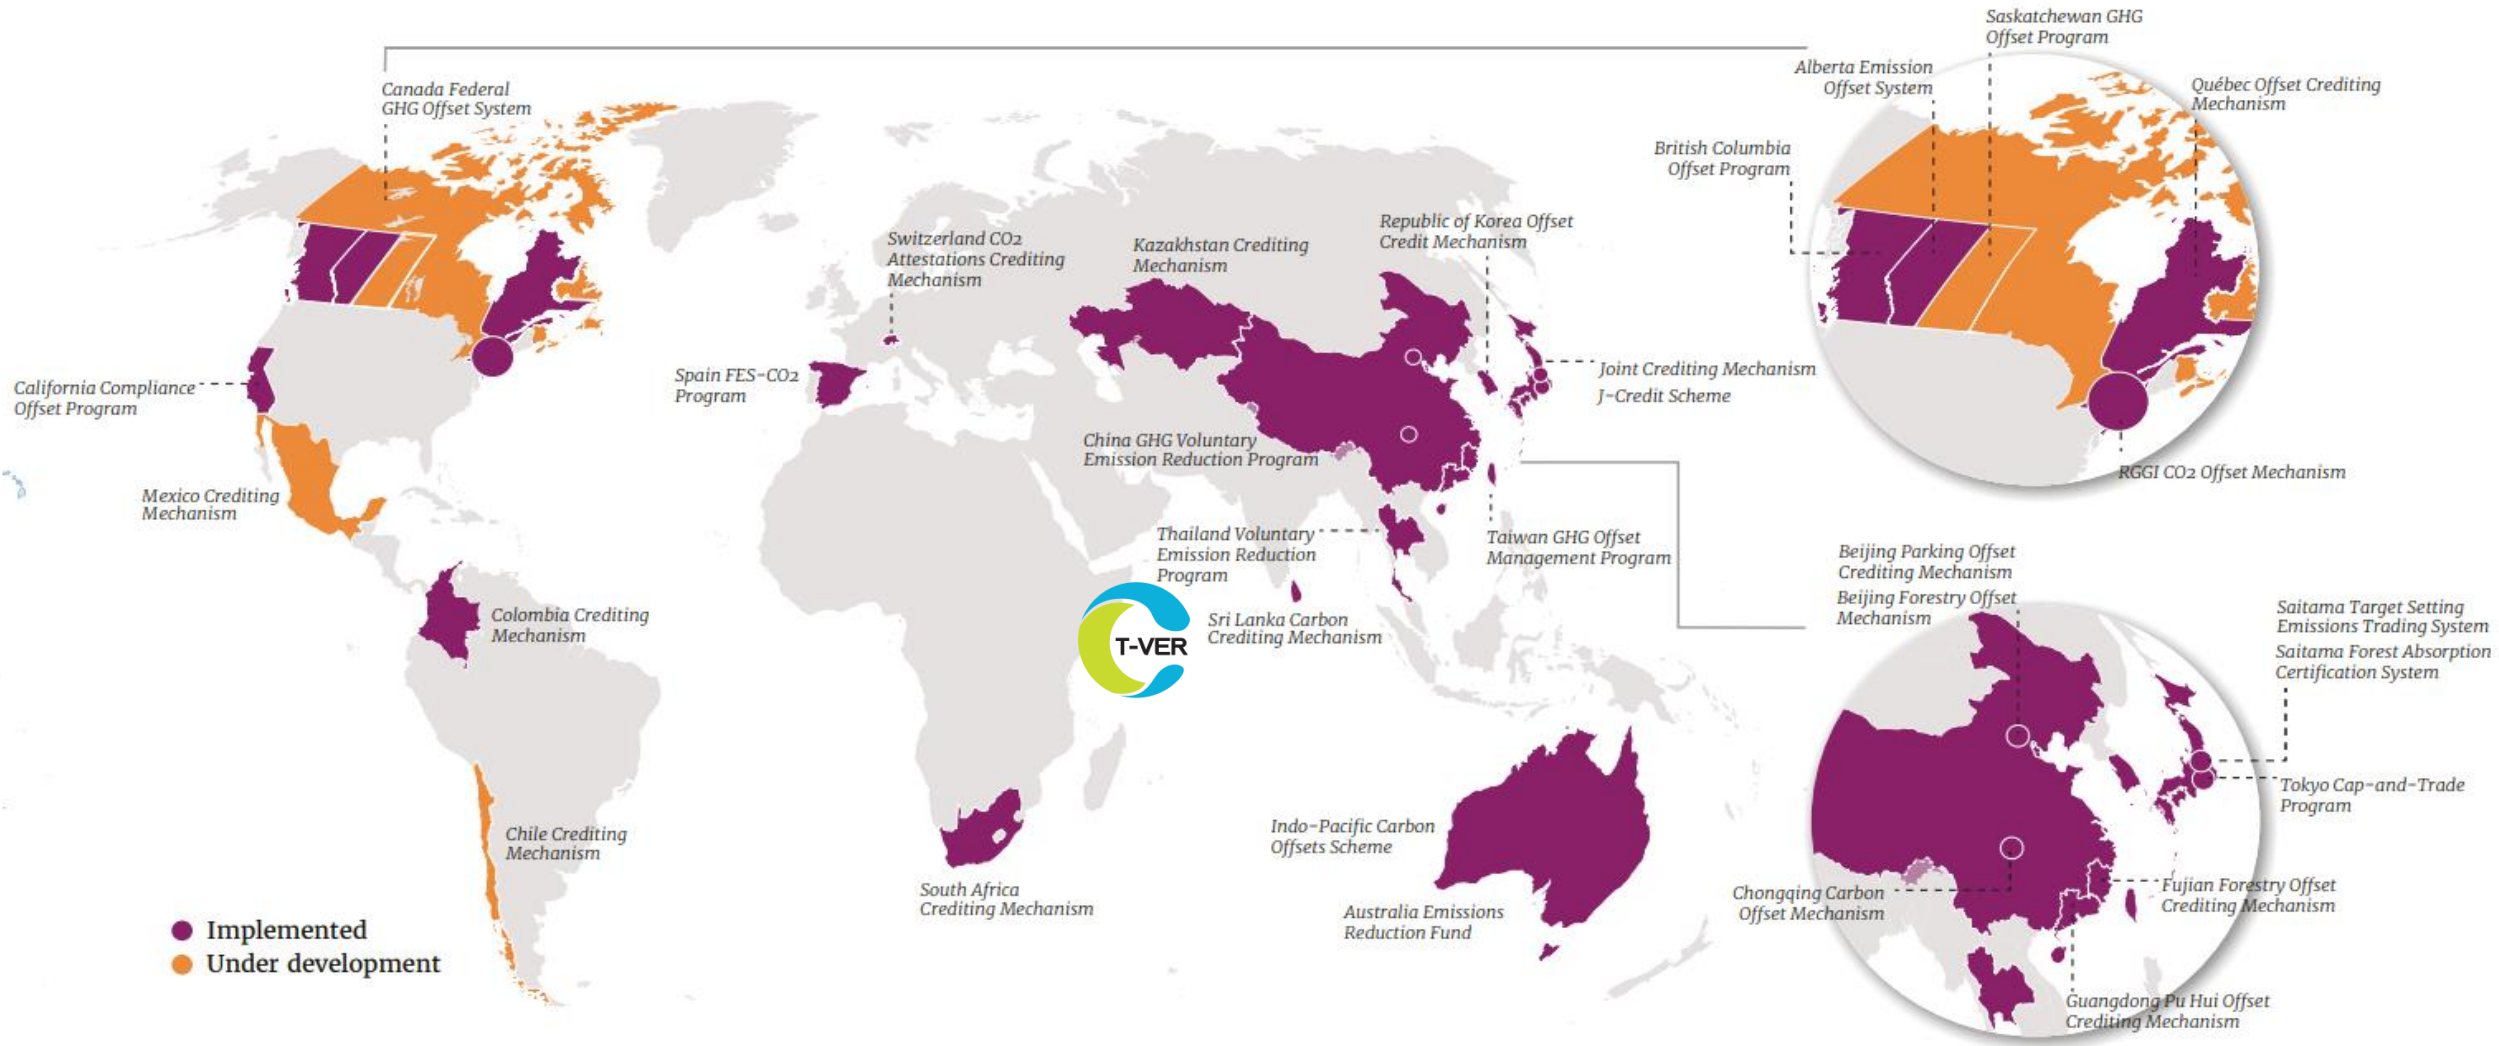 Saskatchewan GHG
Offset Program
Alberta Emission
Offset System
Canada Federal
GHG Offset System
Québec Offset Crediting
Mechanism
British Columbia
Offset Program
Republic of Korea Offset
Credit Mechanism
Switzerland CO2
Attestations Crediting
Mechanism
Kazakhstan Crediting
Mechanism
Joint Crediting Mechanism
J-Credit Scheme
Spain FES-CO2
Program
California Compliance
Offset Program
China GHG Voluntary
Emission Reduction Program
RGGI CO2 Offset Mechanism
Mexico Crediting
Mechanism
Thailand Voluntary
Emission Reduction
Program
Taiwan GHG Offset
Management Program
Beijing Parking Offset
Crediting Mechanism
Beijing Forestry Offset
Mechanism
Saitama Target Setting
Emissions Trading System
Saitama Forest Absorption
Certification System
Colombia Crediting
Mechanism
T-VER
Sri Lanka Carbon
Crediting Mechanism
Tokyo Cap-and-Trade
Program
Chile Crediting
Mechanism
Indo-Pacific Carbon
Offsets Scheme
South Africa
Crediting Mechanism
Australia Emissions
Reduction Fund
Chongqing Carbon
Offset Mechanism
Fujian Forestry Offset
Crediting Mechanism
Implemented
Under development
Guangdong Pu Hui Offset
Crediting Mechanism